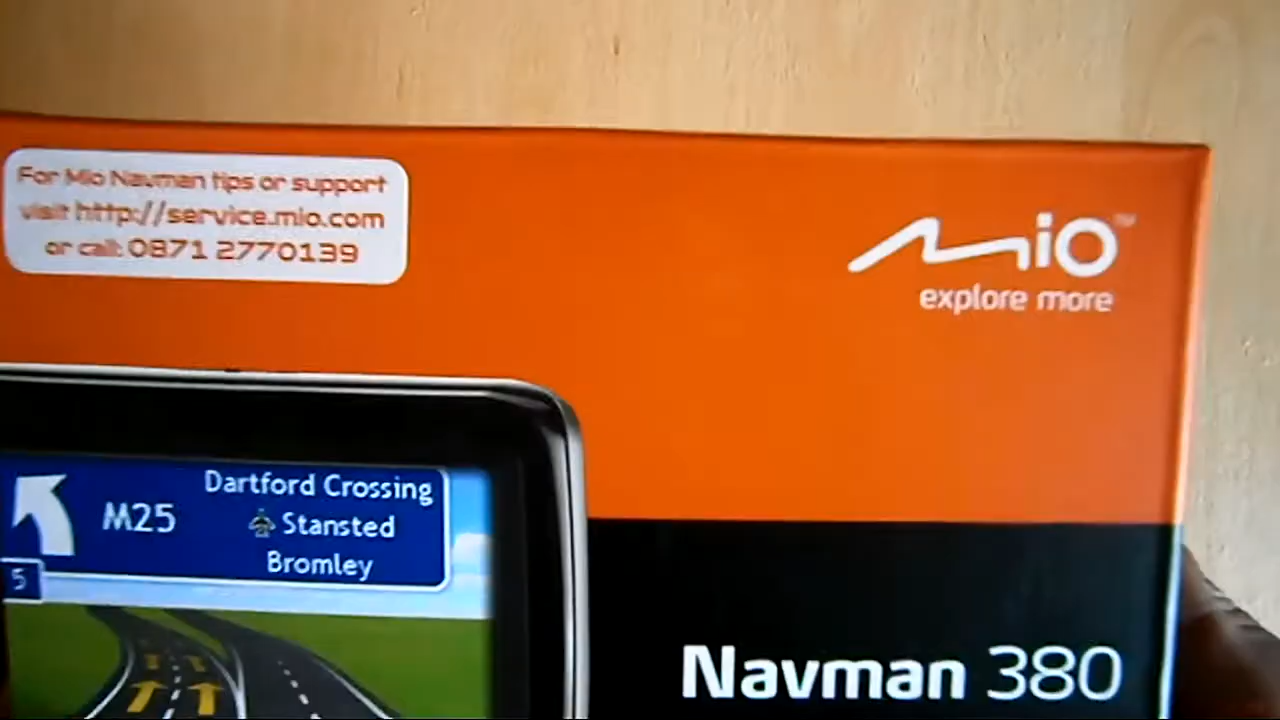 For Mio Navman tips or support
visit http://service.mio.com
or call: 0871 2770139
mio™
explore more
Dartford Crossing
M25
Stansted
Bromley
5
Navman 380